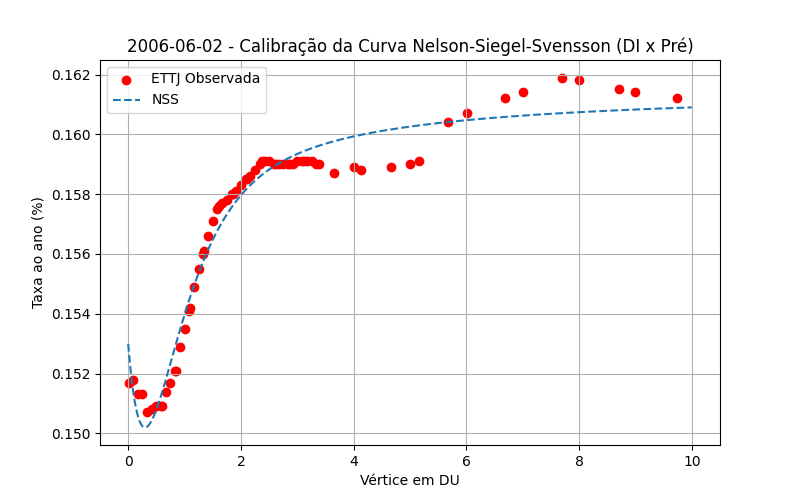 2006-06-02 - Calibração da Curva Nelson-Siegel-Svensson (DI x Pré)
ETTJ Observada
NSS
Taxa ao ano (%)
0.162
0.160
0.158
0.156
0.154
0.152
0.150
0 2 4 6 8 10
Vértice em DU